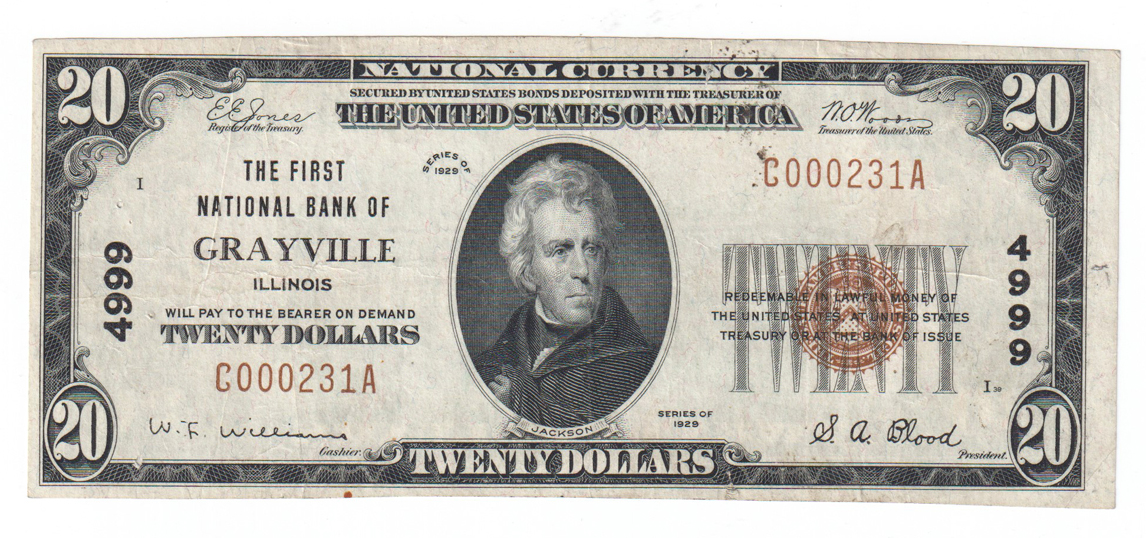 NATIONAL CURRENCY
SECURED BY UNITED STATES BONDS DEPOSITED WITH THE TREASURER OF
THE UNITED STATES OF AMERICA
20
20
E.E. Jones
Register of the Treasury.
W.O. Woods
Treasurer of the United States.
THE FIRST
NATIONAL BANK OF
GRAYVILLE
ILLINOIS
WILL PAY TO THE BEARER ON DEMAND
TWENTY DOLLARS
C000231A
I
4999
SERIES OF
1929
C000231A
4999
TWENTY
REDEEMABLE IN LAWFUL MONEY OF
THE UNITED STATES, AT UNITED STATES
TREASURY OR AT THE BANK OF ISSUE
I 30
JACKSON
SERIES OF
1929
W.F. Williams
Cashier.
S. A. Blood
President.
20
TWENTY DOLLARS
20